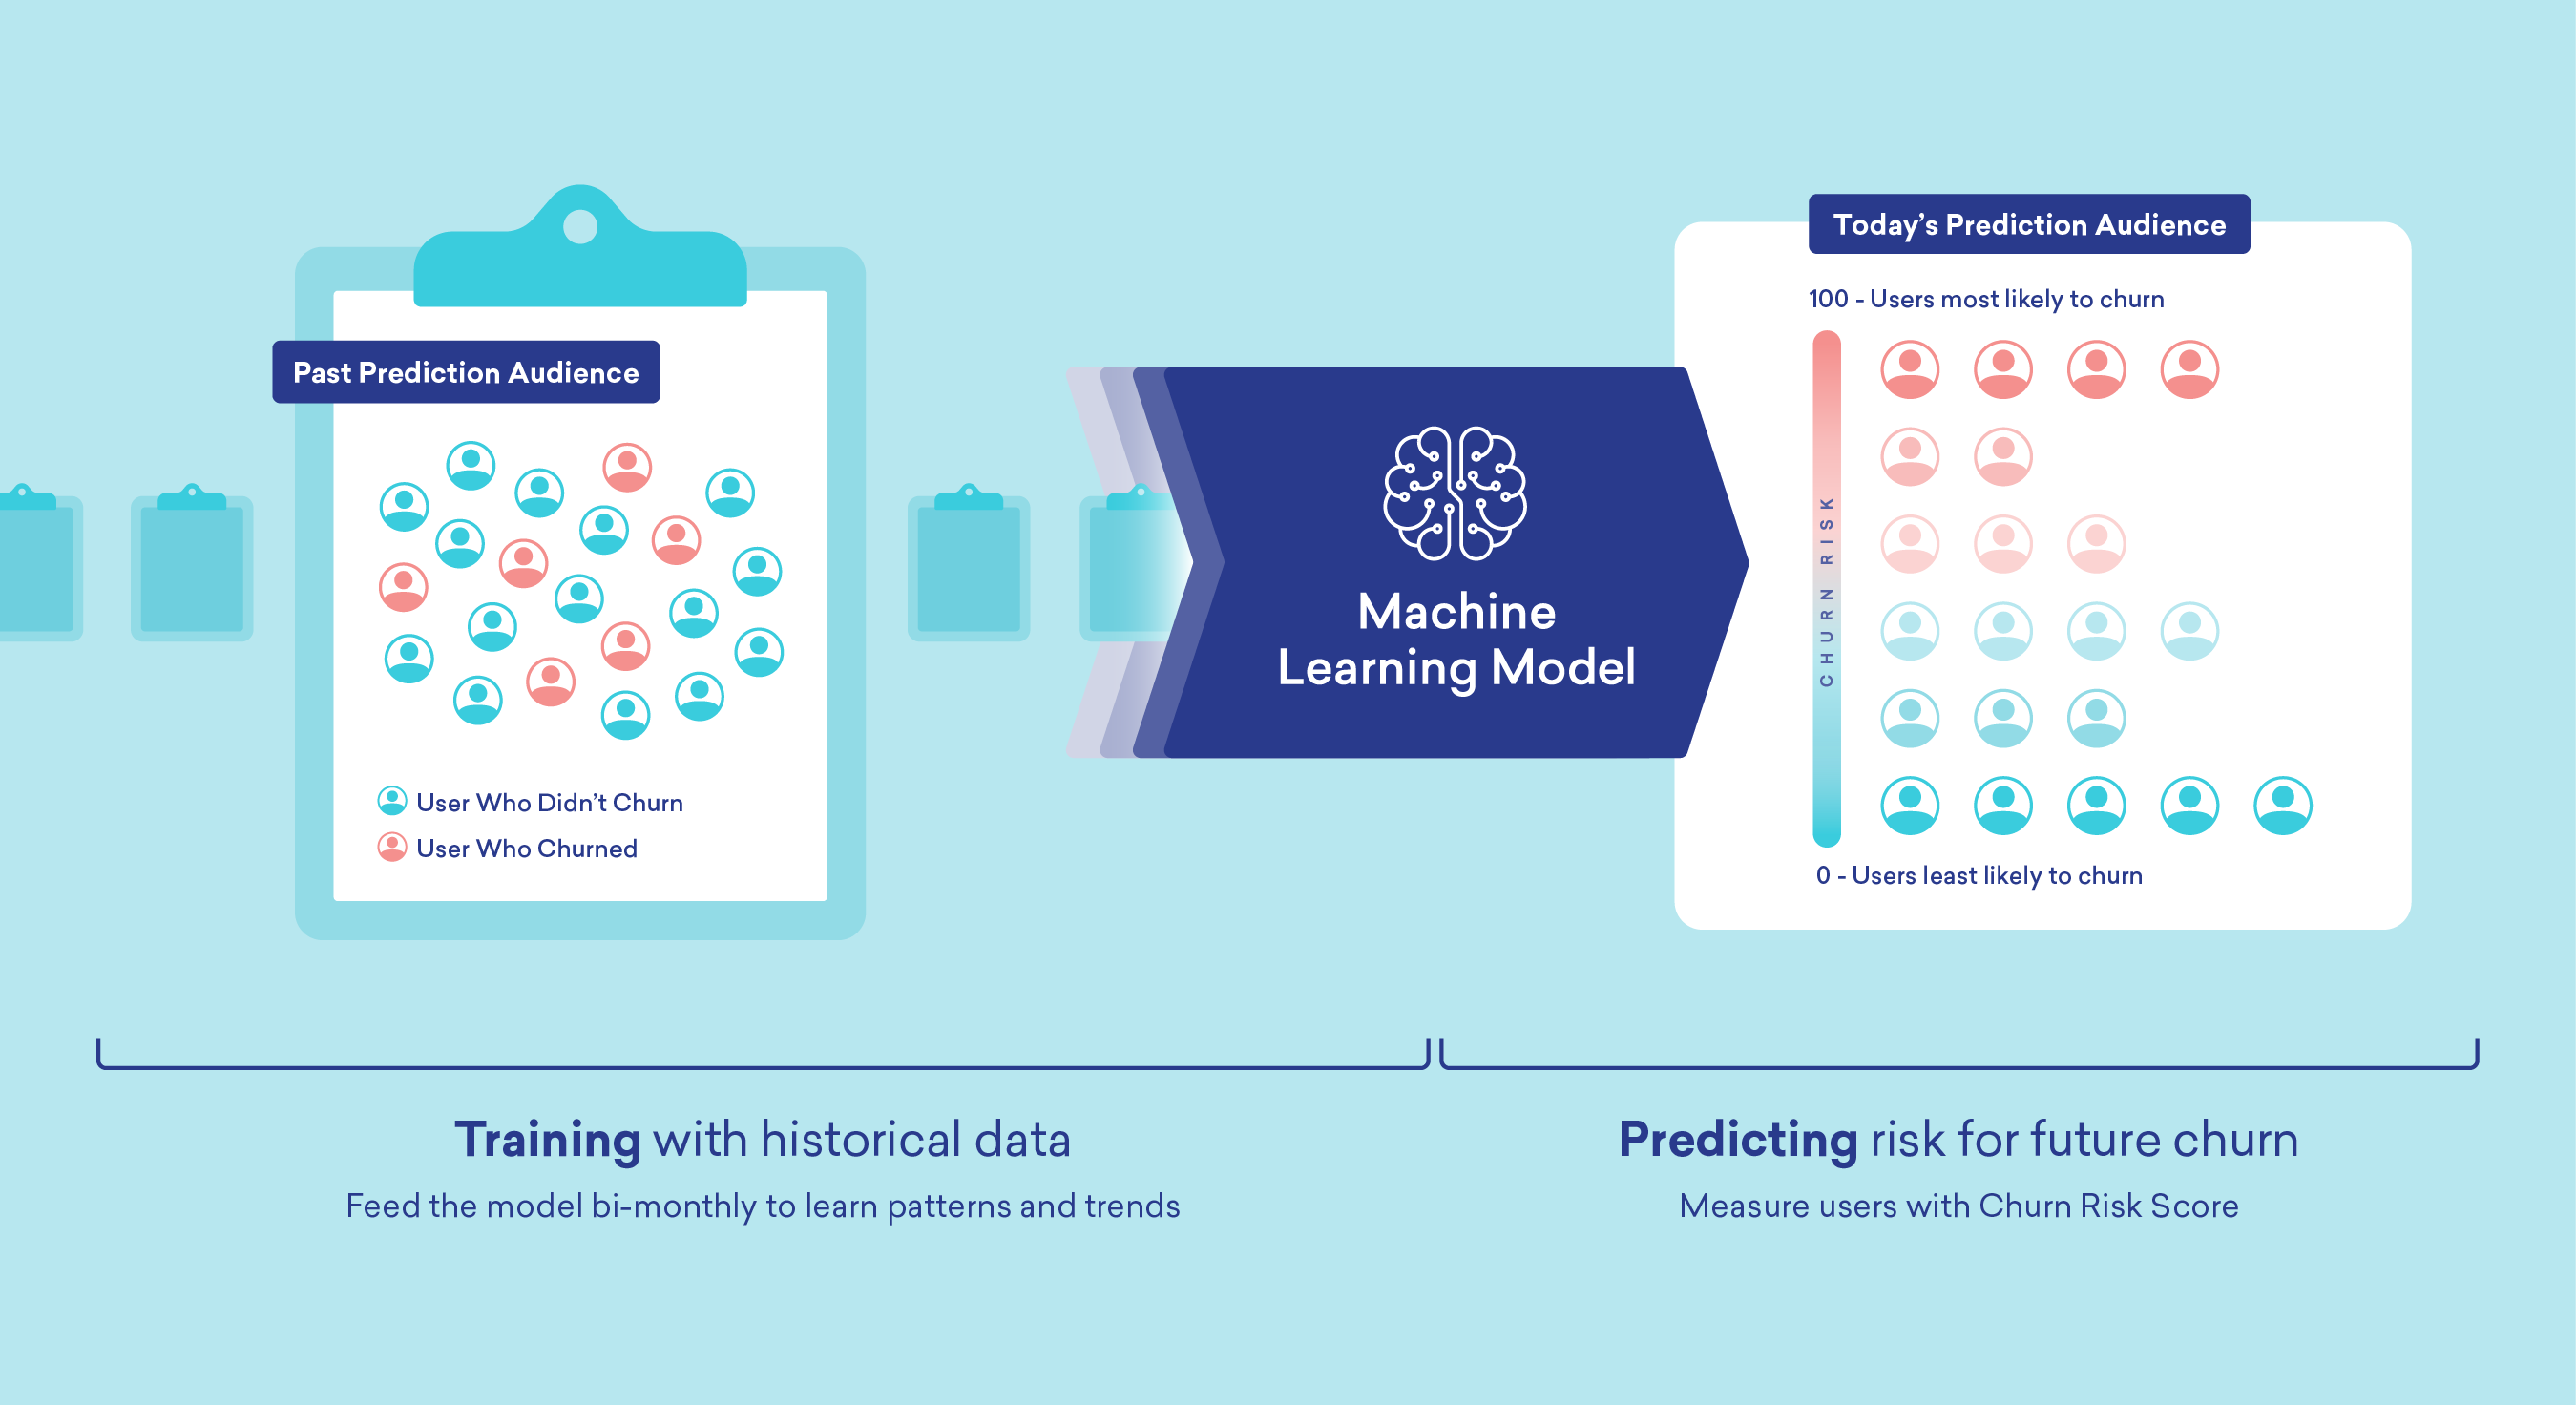 Past Prediction Audience
User Who Didn’t Churn
User Who Churned
Machine
Learning Model
Today’s Prediction Audience
100 - Users most likely to churn
CHURN RISK
0 - Users least likely to churn
Training with historical data
Feed the model bi-monthly to learn patterns and trends
Predicting risk for future churn
Measure users with Churn Risk Score